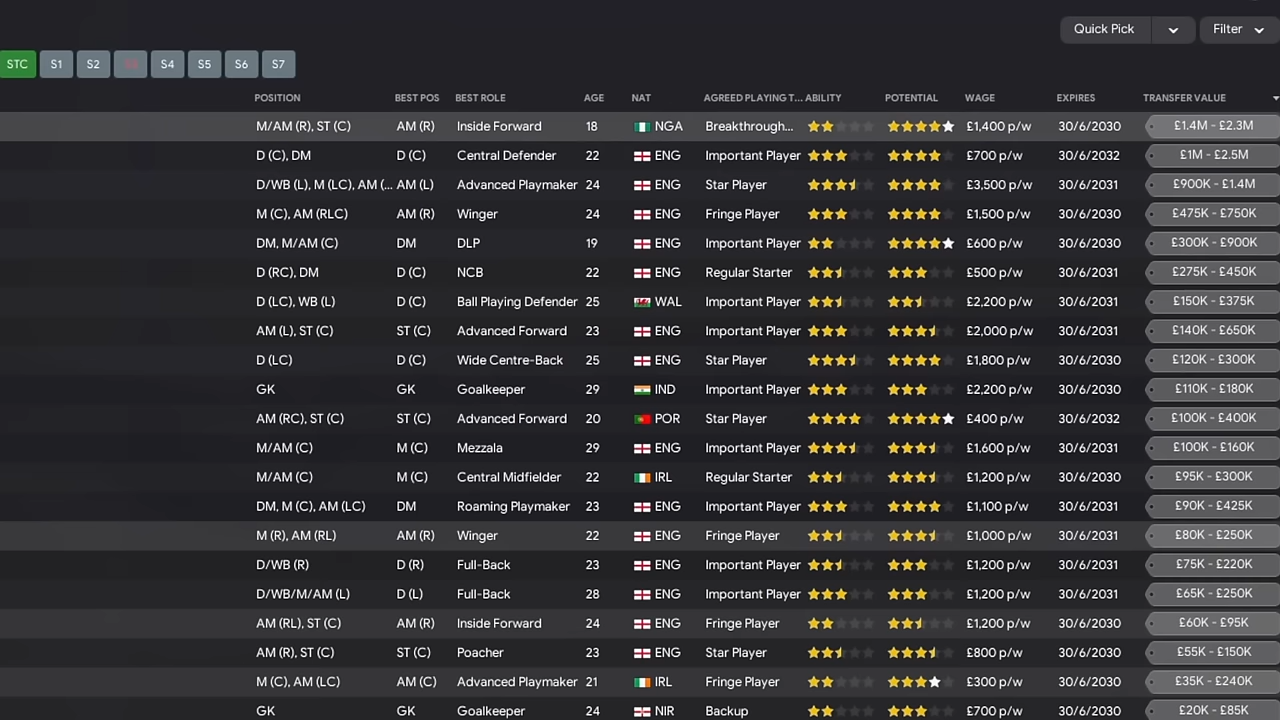 Quick Pick Filter
STC S1 S2 S4 S5 S6 S7
POSITION BEST POS BEST ROLE AGE NAT AGREED PLAYING T... ABILITY POTENTIAL WAGE EXPIRES TRANSFER VALUE
M/AM (R), ST (C) AM (R) Inside Forward 18 NGA Breakthrough... £1,400 p/w 30/6/2030 £1.4M - £2.3M
D (C), DM D (C) Central Defender 22 ENG Important Player £700 p/w 30/6/2032 £1M - £2.5M
D/WB (L), M (LC), AM (... AM (L) Advanced Playmaker 24 ENG Star Player £3,500 p/w 30/6/2031 £900K - £1.4M
M (C), AM (RLC) AM (R) Winger 24 ENG Fringe Player £1,500 p/w 30/6/2030 £475K - £750K
DM, M/AM (C) DM DLP 19 ENG Important Player £600 p/w 30/6/2030 £300K - £900K
D (RC), DM D (C) NCB 22 ENG Regular Starter £500 p/w 30/6/2031 £275K - £450K
D (LC), WB (L) D (C) Ball Playing Defender 25 WAL Important Player £2,200 p/w 30/6/2031 £150K - £375K
AM (L), ST (C) ST (C) Advanced Forward 23 ENG Important Player £2,000 p/w 30/6/2031 £140K - £650K
D (LC) D (C) Wide Centre-Back 25 ENG Star Player £1,800 p/w 30/6/2030 £120K - £300K
GK GK Goalkeeper 29 IND Important Player £2,200 p/w 30/6/2030 £110K - £180K
AM (RC), ST (C) ST (C) Advanced Forward 20 POR Star Player £400 p/w 30/6/2032 £100K - £400K
M/AM (C) M (C) Mezzala 29 ENG Important Player £1,600 p/w 30/6/2031 £100K - £160K
M/AM (C) M (C) Central Midfielder 22 IRL Regular Starter £1,200 p/w 30/6/2031 £95K - £300K
DM, M (C), AM (LC) DM Roaming Playmaker 23 ENG Important Player £1,100 p/w 30/6/2031 £90K - £425K
M (R), AM (RL) AM (R) Winger 22 ENG Fringe Player £1,000 p/w 30/6/2031 £80K - £250K
D/WB (R) D (R) Full-Back 23 ENG Important Player £1,200 p/w 30/6/2031 £75K - £220K
D/WB/M/AM (L) D (L) Full-Back 28 ENG Important Player £1,200 p/w 30/6/2031 £65K - £250K
AM (RL), ST (C) AM (R) Inside Forward 24 ENG Fringe Player £1,200 p/w 30/6/2030 £60K - £95K
AM (R), ST (C) ST (C) Poacher 23 ENG Star Player £800 p/w 30/6/2030 £55K - £150K
M (C), AM (LC) AM (C) Advanced Playmaker 21 IRL Fringe Player £300 p/w 30/6/2030 £35K - £240K
GK GK Goalkeeper 24 NIR Backup £700 p/w 30/6/2030 £20K - £85K